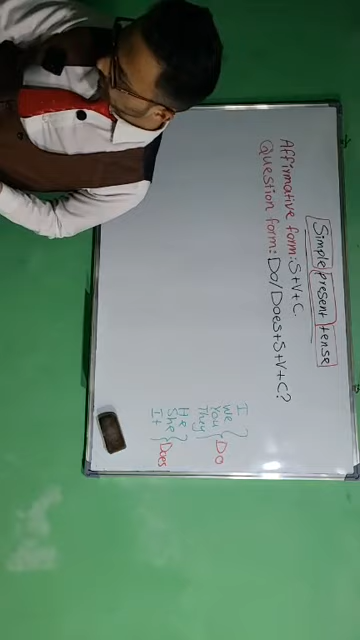 Simple present tense
Affirmative form: S+V+C.
Question form: Do/Does+S+V+C?
I
We
You
They
Do
He
She
It
Does